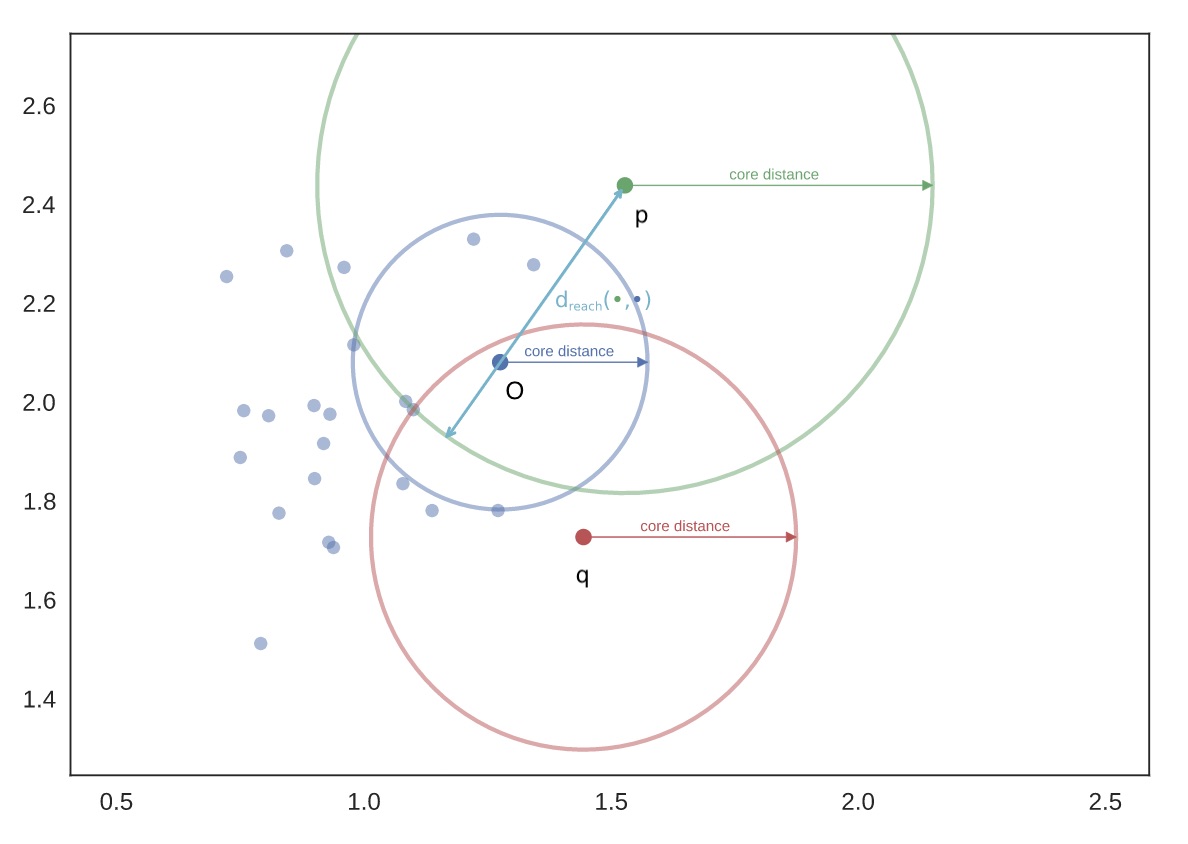 2.6
core distance
2.4
p
2.2
dreach(•,•)
core distance
O
2.0
1.8
core distance
q
1.6
1.4
0.5 1.0 1.5 2.0 2.5